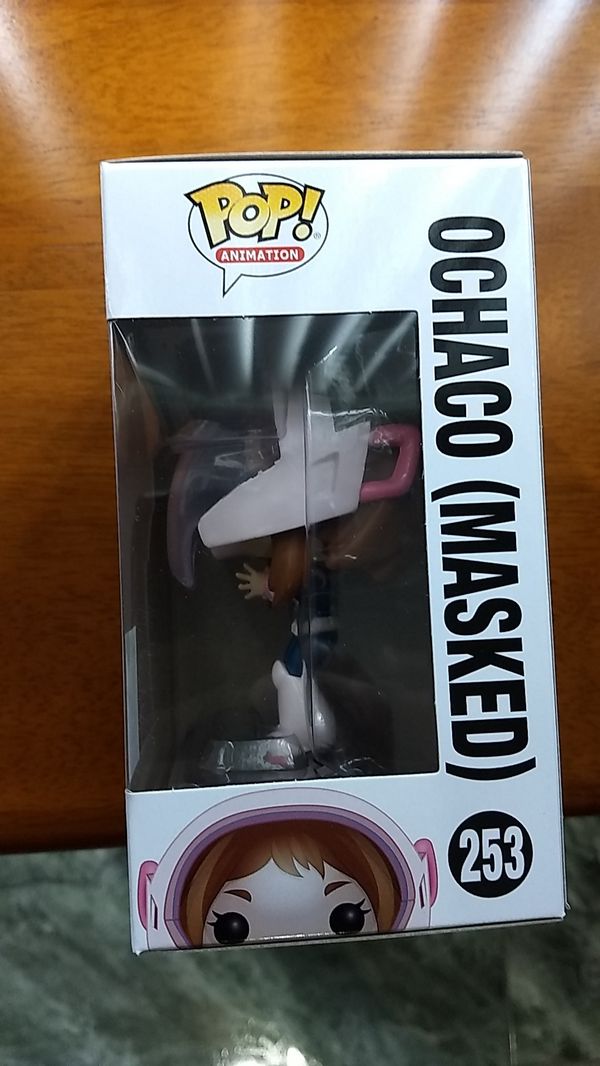 POP!
ANIMATION
OCHACO (MASKED)
253